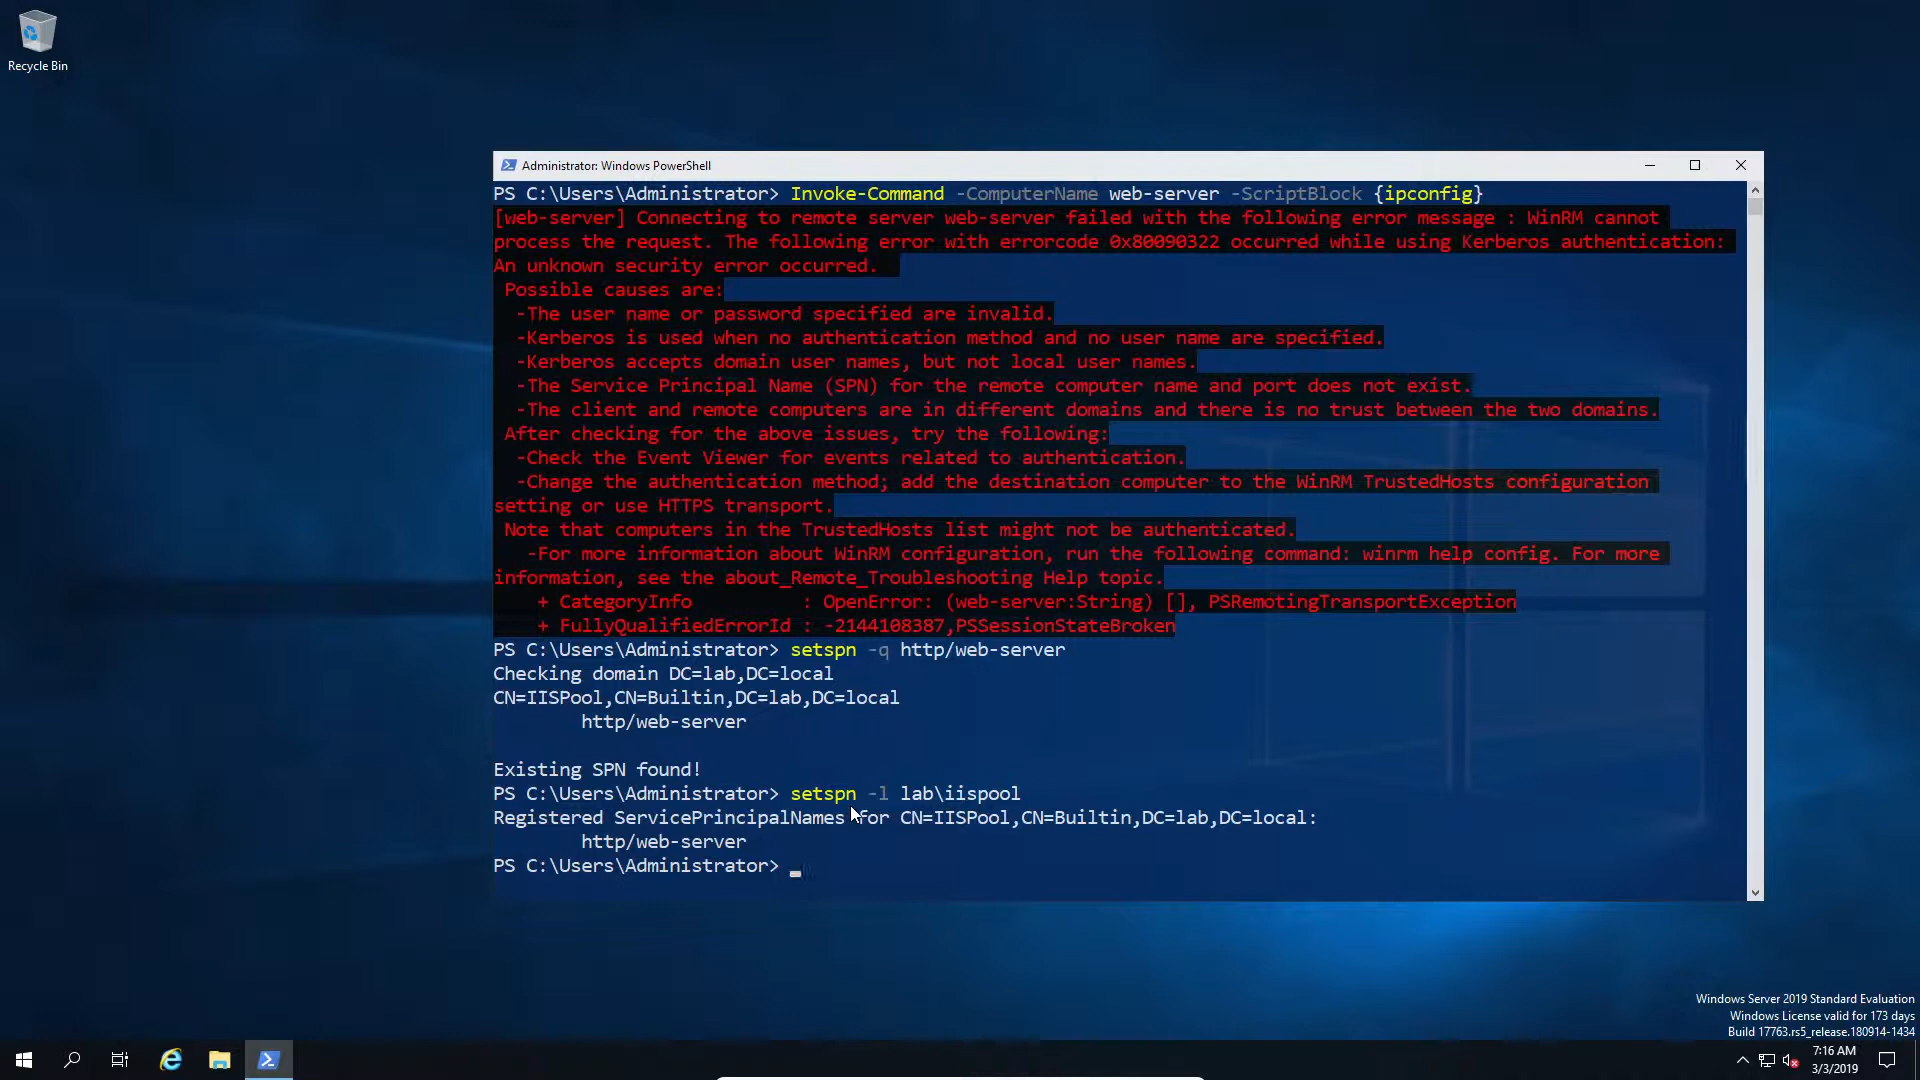 Recycle Bin
Administrator: Windows PowerShell
PS C:\Users\Administrator> Invoke-Command -ComputerName web-server -ScriptBlock {ipconfig}
[web-server] Connecting to remote server web-server failed with the following error message : WinRM cannot
process the request. The following error with errorcode 0x80090322 occurred while using Kerberos authentication:
An unknown security error occurred.
Possible causes are:
-The user name or password specified are invalid.
-Kerberos is used when no authentication method and no user name are specified.
-Kerberos accepts domain user names, but not local user names.
-The Service Principal Name (SPN) for the remote computer name and port does not exist.
-The client and remote computers are in different domains and there is no trust between the two domains.
After checking for the above issues, try the following:
-Check the Event Viewer for events related to authentication.
-Change the authentication method; add the destination computer to the WinRM TrustedHosts configuration
setting or use HTTPS transport.
Note that computers in the TrustedHosts list might not be authenticated.
-For more information about WinRM configuration, run the following command: winrm help config. For more
information, see the about_Remote_Troubleshooting Help topic.
+ CategoryInfo : OpenError: (web-server:String) [], PSRemotingTransportException
+ FullyQualifiedErrorId : -2144108387,PSSessionStateBroken
PS C:\Users\Administrator> setspn -q http/web-server
Checking domain DC=lab,DC=local
CN=IISPool,CN=Builtin,DC=lab,DC=local
http/web-server
Existing SPN found!
PS C:\Users\Administrator> setspn -l lab\iispool
Registered ServicePrincipalNames for CN=IISPool,CN=Builtin,DC=lab,DC=local:
http/web-server
PS C:\Users\Administrator>
Windows Server 2019 Standard Evaluation
Windows License valid for 173 days
Build 17763.rs5_release.180914-1434
7:16 AM
3/3/2019